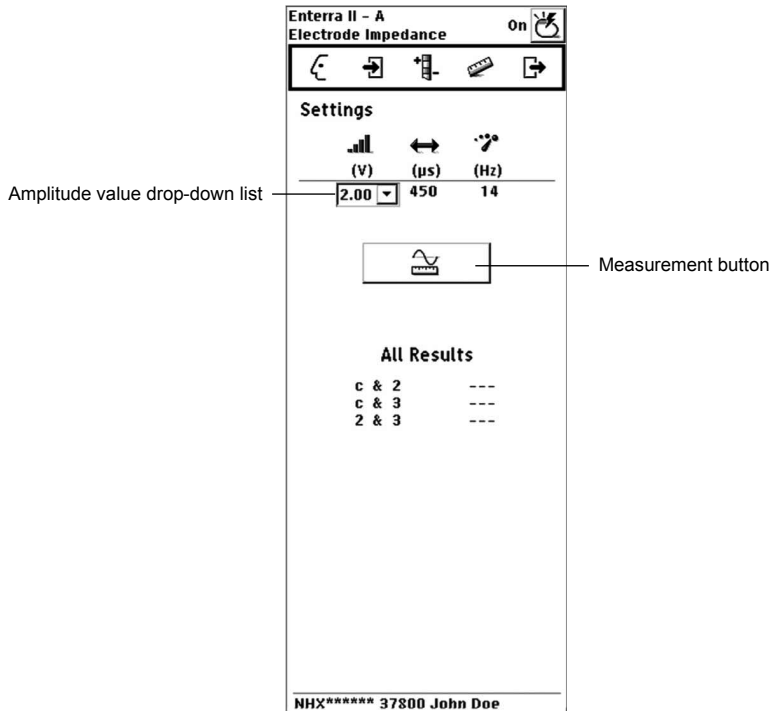 Enterra II - A
Electrode Impedance
On
Settings
(V) (µs) (Hz)
Amplitude value drop-down list
2.00 450 14
Measurement button
All Results
c & 2 ---
c & 3 ---
2 & 3 ---
NHX****** 37800 John Doe